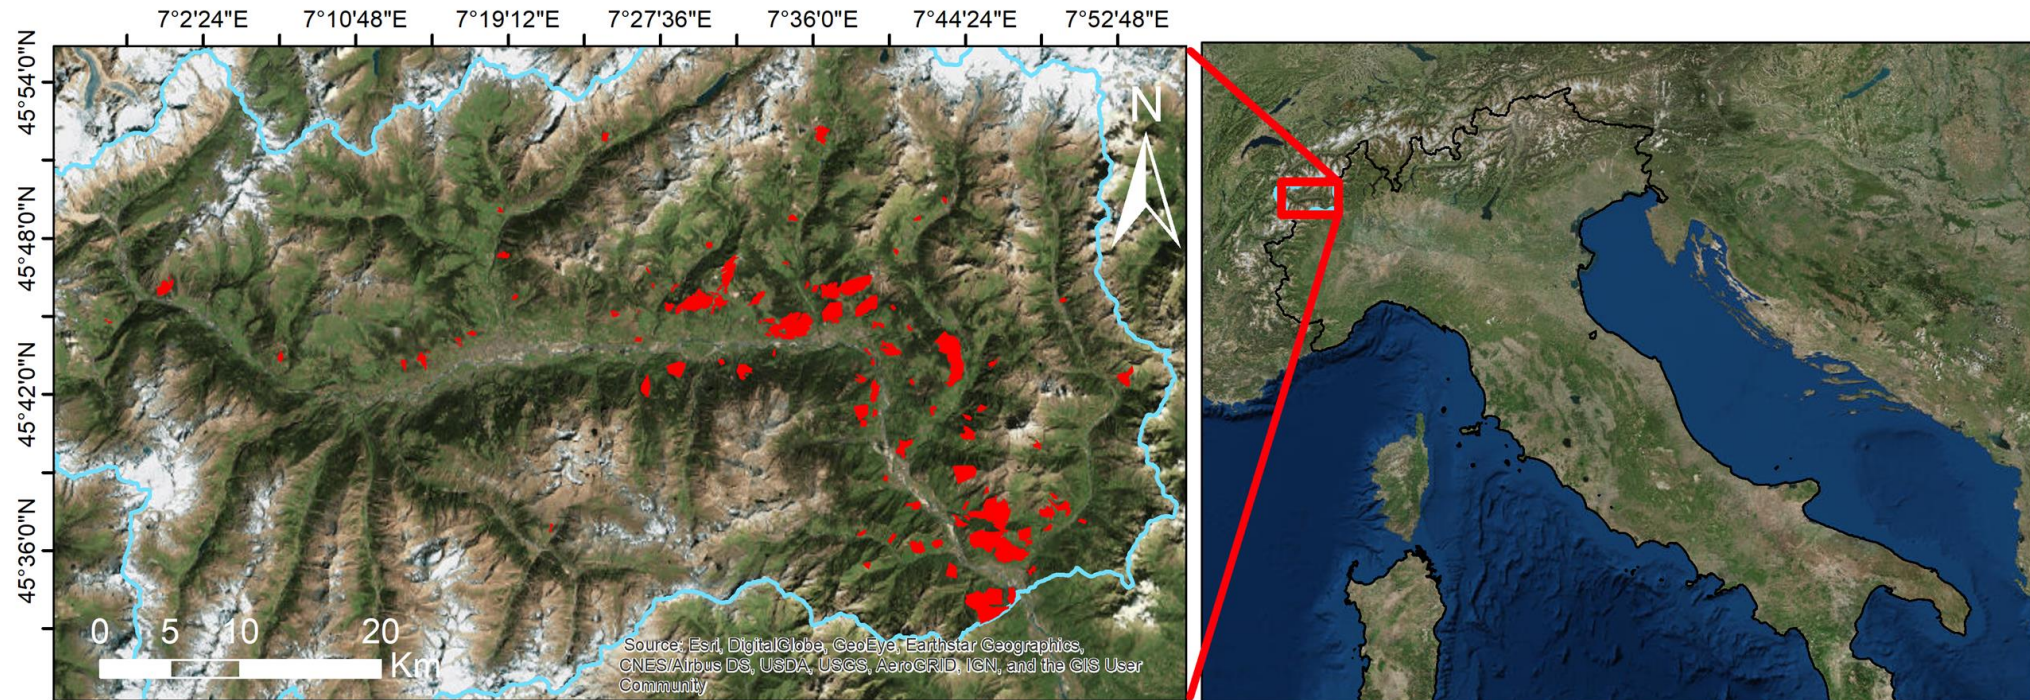 7°2'24"E 7°10'48"E 7°19'12"E 7°27'36"E 7°36'0"E 7°44'24"E 7°52'48"E
45°54'0"N
45°48'0"N
45°42'0"N
45°36'0"N
N
0 5 10 20
Km
Source: Esri, DigitalGlobe, GeoEye, Earthstar Geographics,
CNES/Airbus DS, USDA, USGS, AeroGRID, IGN, and the GIS User
Community